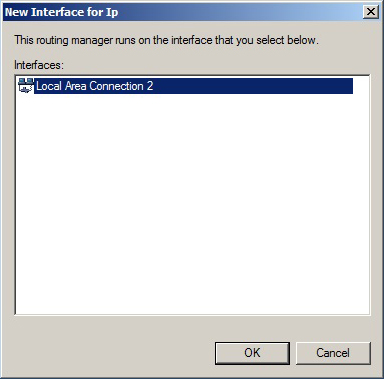 New Interface for Ip
This routing manager runs on the interface that you select below.
Interfaces:
Local Area Connection 2
OK
Cancel